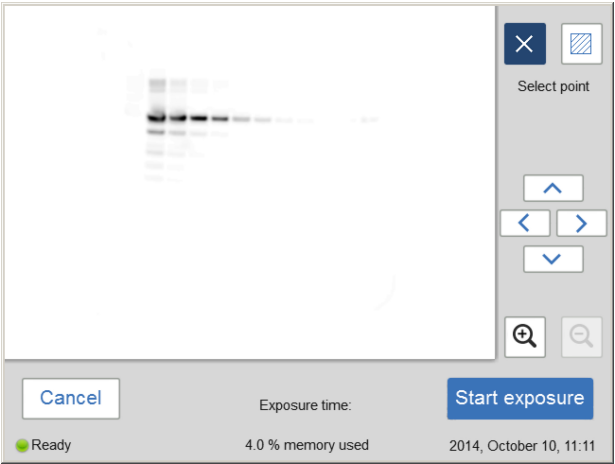 Select point
Cancel
Exposure time:
Start exposure
Ready
4.0 % memory used
2014, October 10, 11:11